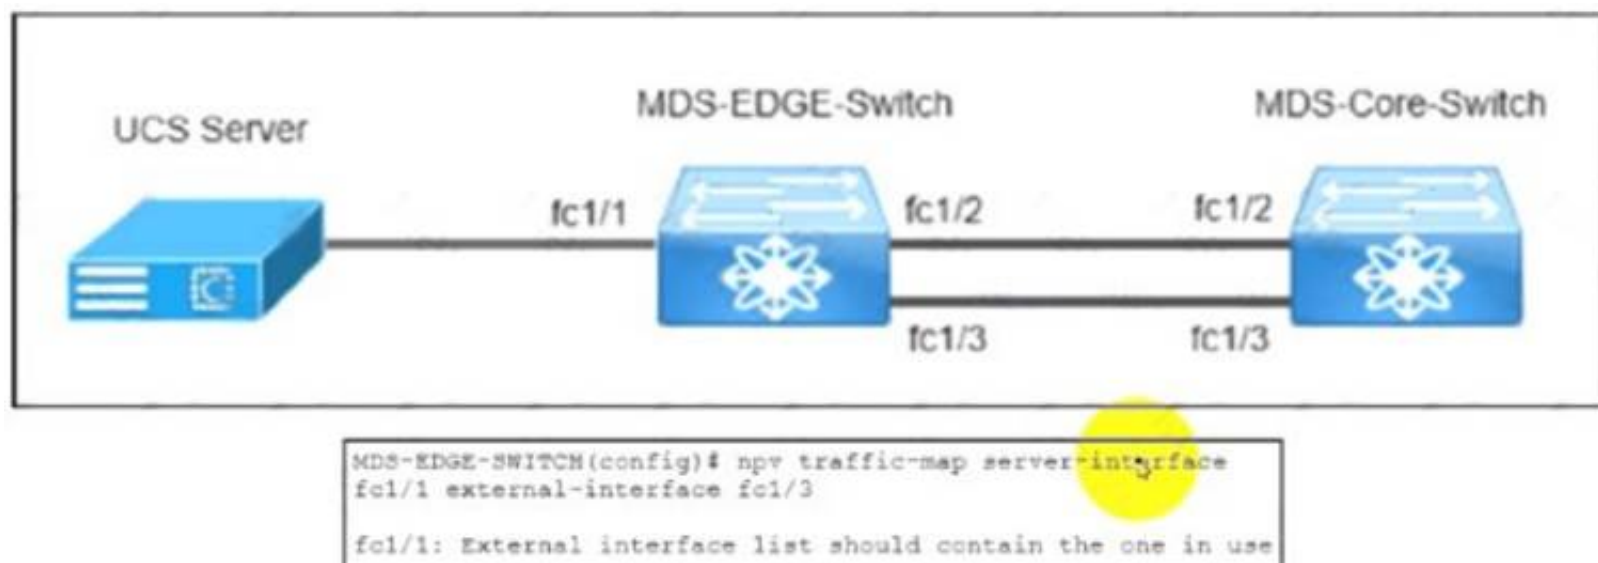 UCS Server
MDS-EDGE-Switch
MDS-Core-Switch
fc1/1
fc1/2
fc1/2
fc1/3
fc1/3
MDS-EDGE-SWITCH(config)# npv traffic-map server-interface
fc1/1 external-interface fc1/3
fc1/1: External interface list should contain the one in use